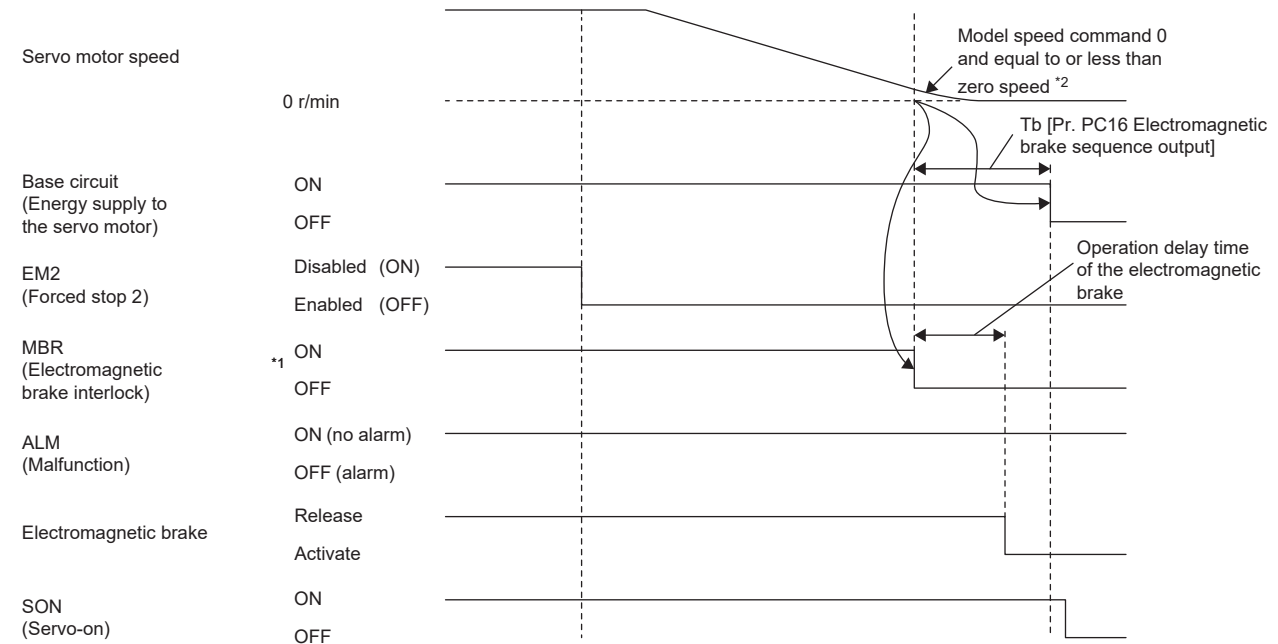 Servo motor speed
0 r/min
Model speed command 0
and equal to or less than
zero speed *2
Tb [Pr. PC16 Electromagnetic
brake sequence output]
Base circuit
(Energy supply to
the servo motor)
ON
OFF
EM2
(Forced stop 2)
Disabled (ON)
Enabled (OFF)
Operation delay time
of the electromagnetic
brake
MBR
(Electromagnetic
brake interlock)
*1
ON
OFF
ALM
(Malfunction)
ON (no alarm)
OFF (alarm)
Electromagnetic brake
Release
Activate
SON
(Servo-on)
ON
OFF